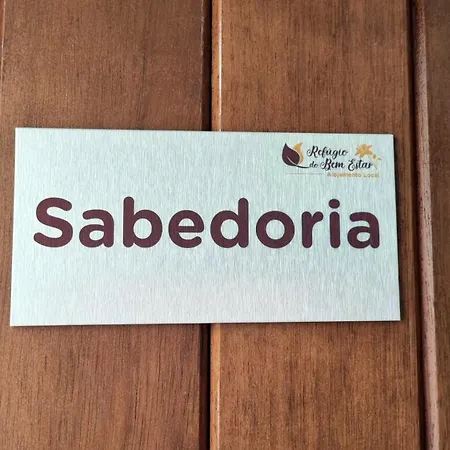 Refúgio
do Bem Estar
Alojamento Local
Sabedoria